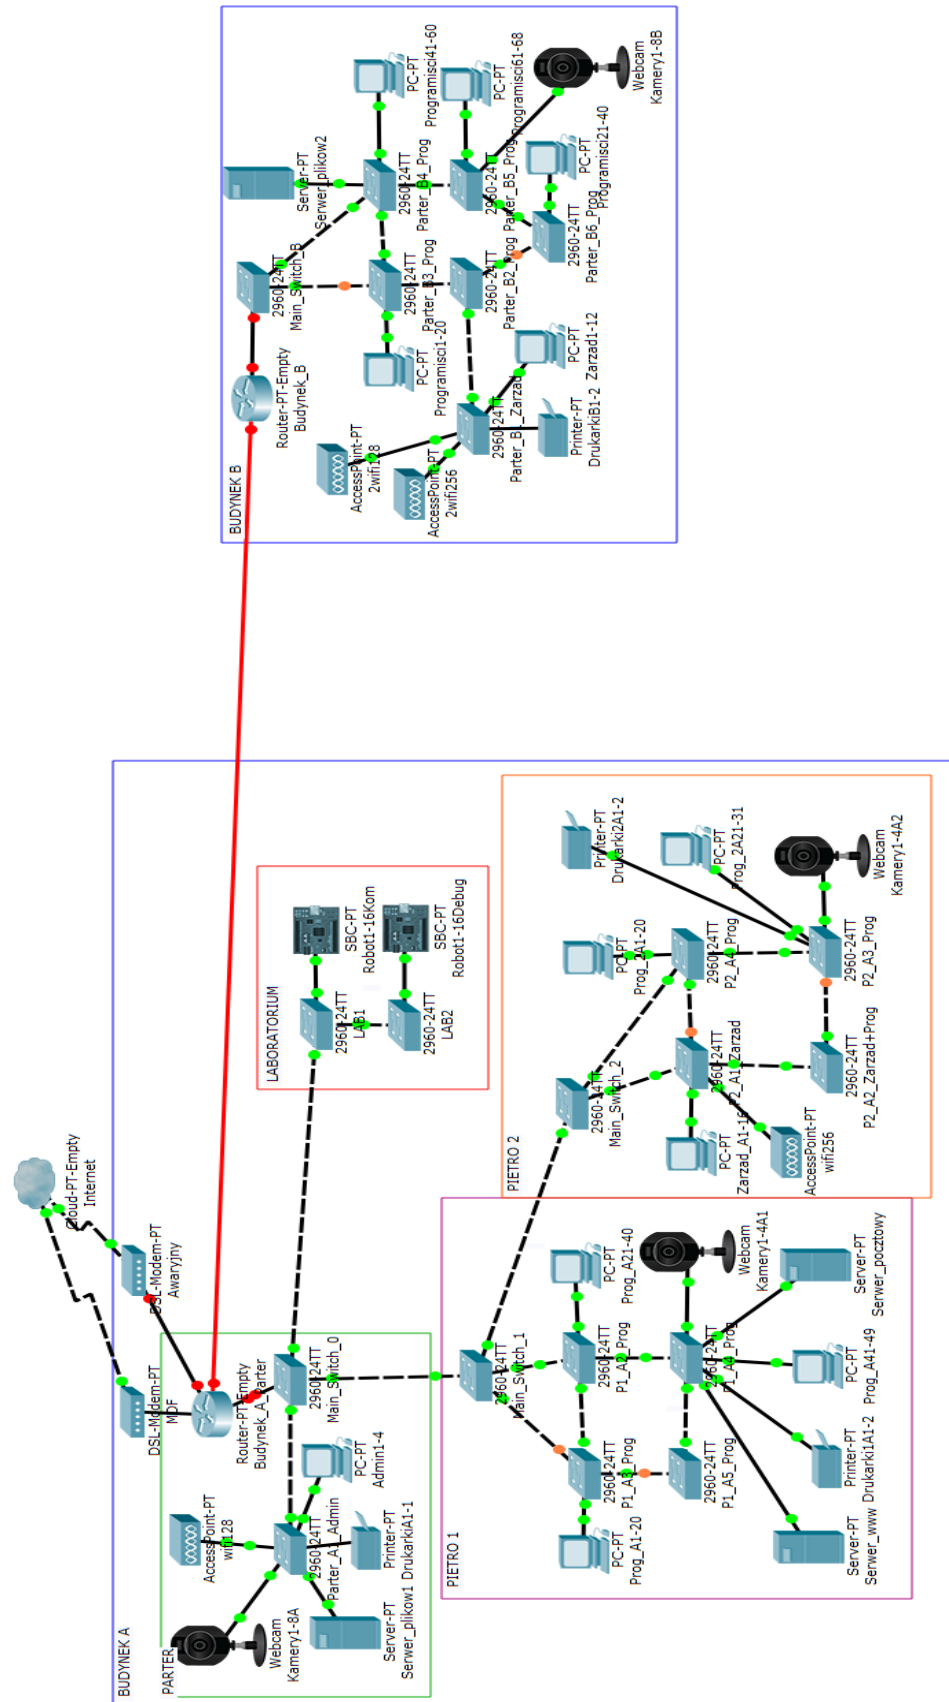 Cloud-PT-Empty
Internet
DSL-Modem-PT
Awaryjny
DSL-Modem-PT
MDF
BUDYNEK A
PARTER
AccessPoint-PT
wifi128
Router-PT-Empty
Budynek_A_parter
2960-24TT
Main_Switch_0
Webcam
Kamery1-8A
2960-24TT
Parter_A1_Admin
PC-PT
Admin1-4
Server-PT
Serwer_plikow1
Printer-PT
DrukarkiA1-1
LABORATORIUM
2960-24TT
LAB1
SBC-PT
Robot1-16Kom
2960-24TT
LAB2
SBC-PT
Robot1-16Debug
PIETRO 1
2960-24TT
Main_Switch_1
PC-PT
Prog_A1-20
2960-24TT
P1_A3_Prog
2960-24TT
P1_A2_Prog
PC-PT
Prog_A21-40
2960-24TT
P1_A5_Prog
2960-24TT
P1_A4_Prog
Webcam
Kamery1-4A1
Server-PT
Serwer_www
Printer-PT
Drukarki1A1-2
PC-PT
Prog_A41-49
Server-PT
Serwer_pocztowy
PIETRO 2
2960-24TT
Main_Switch_2
PC-PT
Prog_2A1-20
Printer-PT
Drukarki2A1-2
PC-PT
Prog_2A21-31
2960-24TT
P2_A4_Prog
PC-PT
Zarzad_A1-16
2960-24TT
P2_A1_Zarzad
AccessPoint-PT
wifi256
2960-24TT
P2_A2_Zarzad+Prog
2960-24TT
P2_A3_Prog
Webcam
Kamery1-4A2
BUDYNEK B
Router-PT-Empty
Budynek_B
2960-24TT
Main_Switch_B
Server-PT
Serwer_plikow2
AccessPoint-PT
2wifi128
PC-PT
Programisci1-20
2960-24TT
Parter_B3_Prog
2960-24TT
Parter_B4_Prog
PC-PT
Programisci41-60
AccessPoint-PT
2wifi256
2960-24TT
Parter_B1_Zarzad
2960-24TT
Parter_B2_Prog
2960-24TT
Parter_B5_Prog
PC-PT
Programisci61-68
Printer-PT
DrukarkiB1-2
PC-PT
Zarzad1-12
2960-24TT
Parter_B6_Prog
PC-PT
Programisci21-40
Webcam
Kamery1-8B